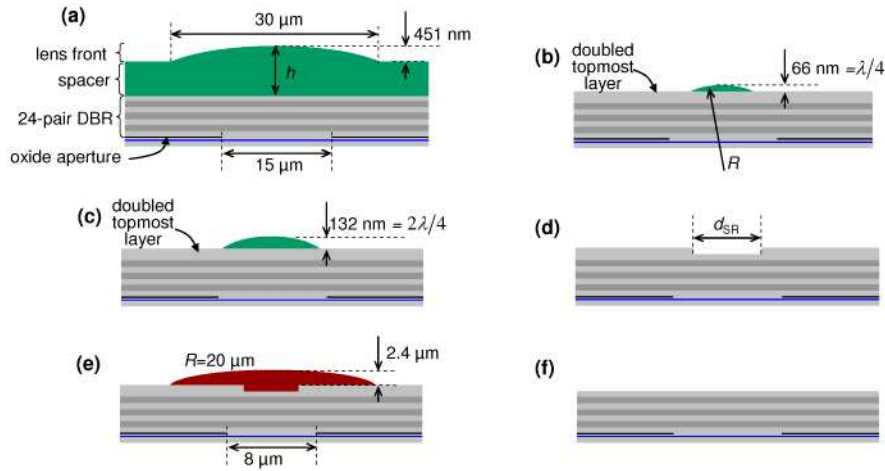 (a)
30 µm
451 nm
lens front
h
spacer
24-pair DBR
oxide aperture
15 µm
(b)
doubled
topmost
layer
66 nm =λ/4
R
(c)
doubled
topmost
layer
132 nm = 2λ/4
(d)
dSR
(e)
R=20 µm
2.4 µm
8 µm
(f)